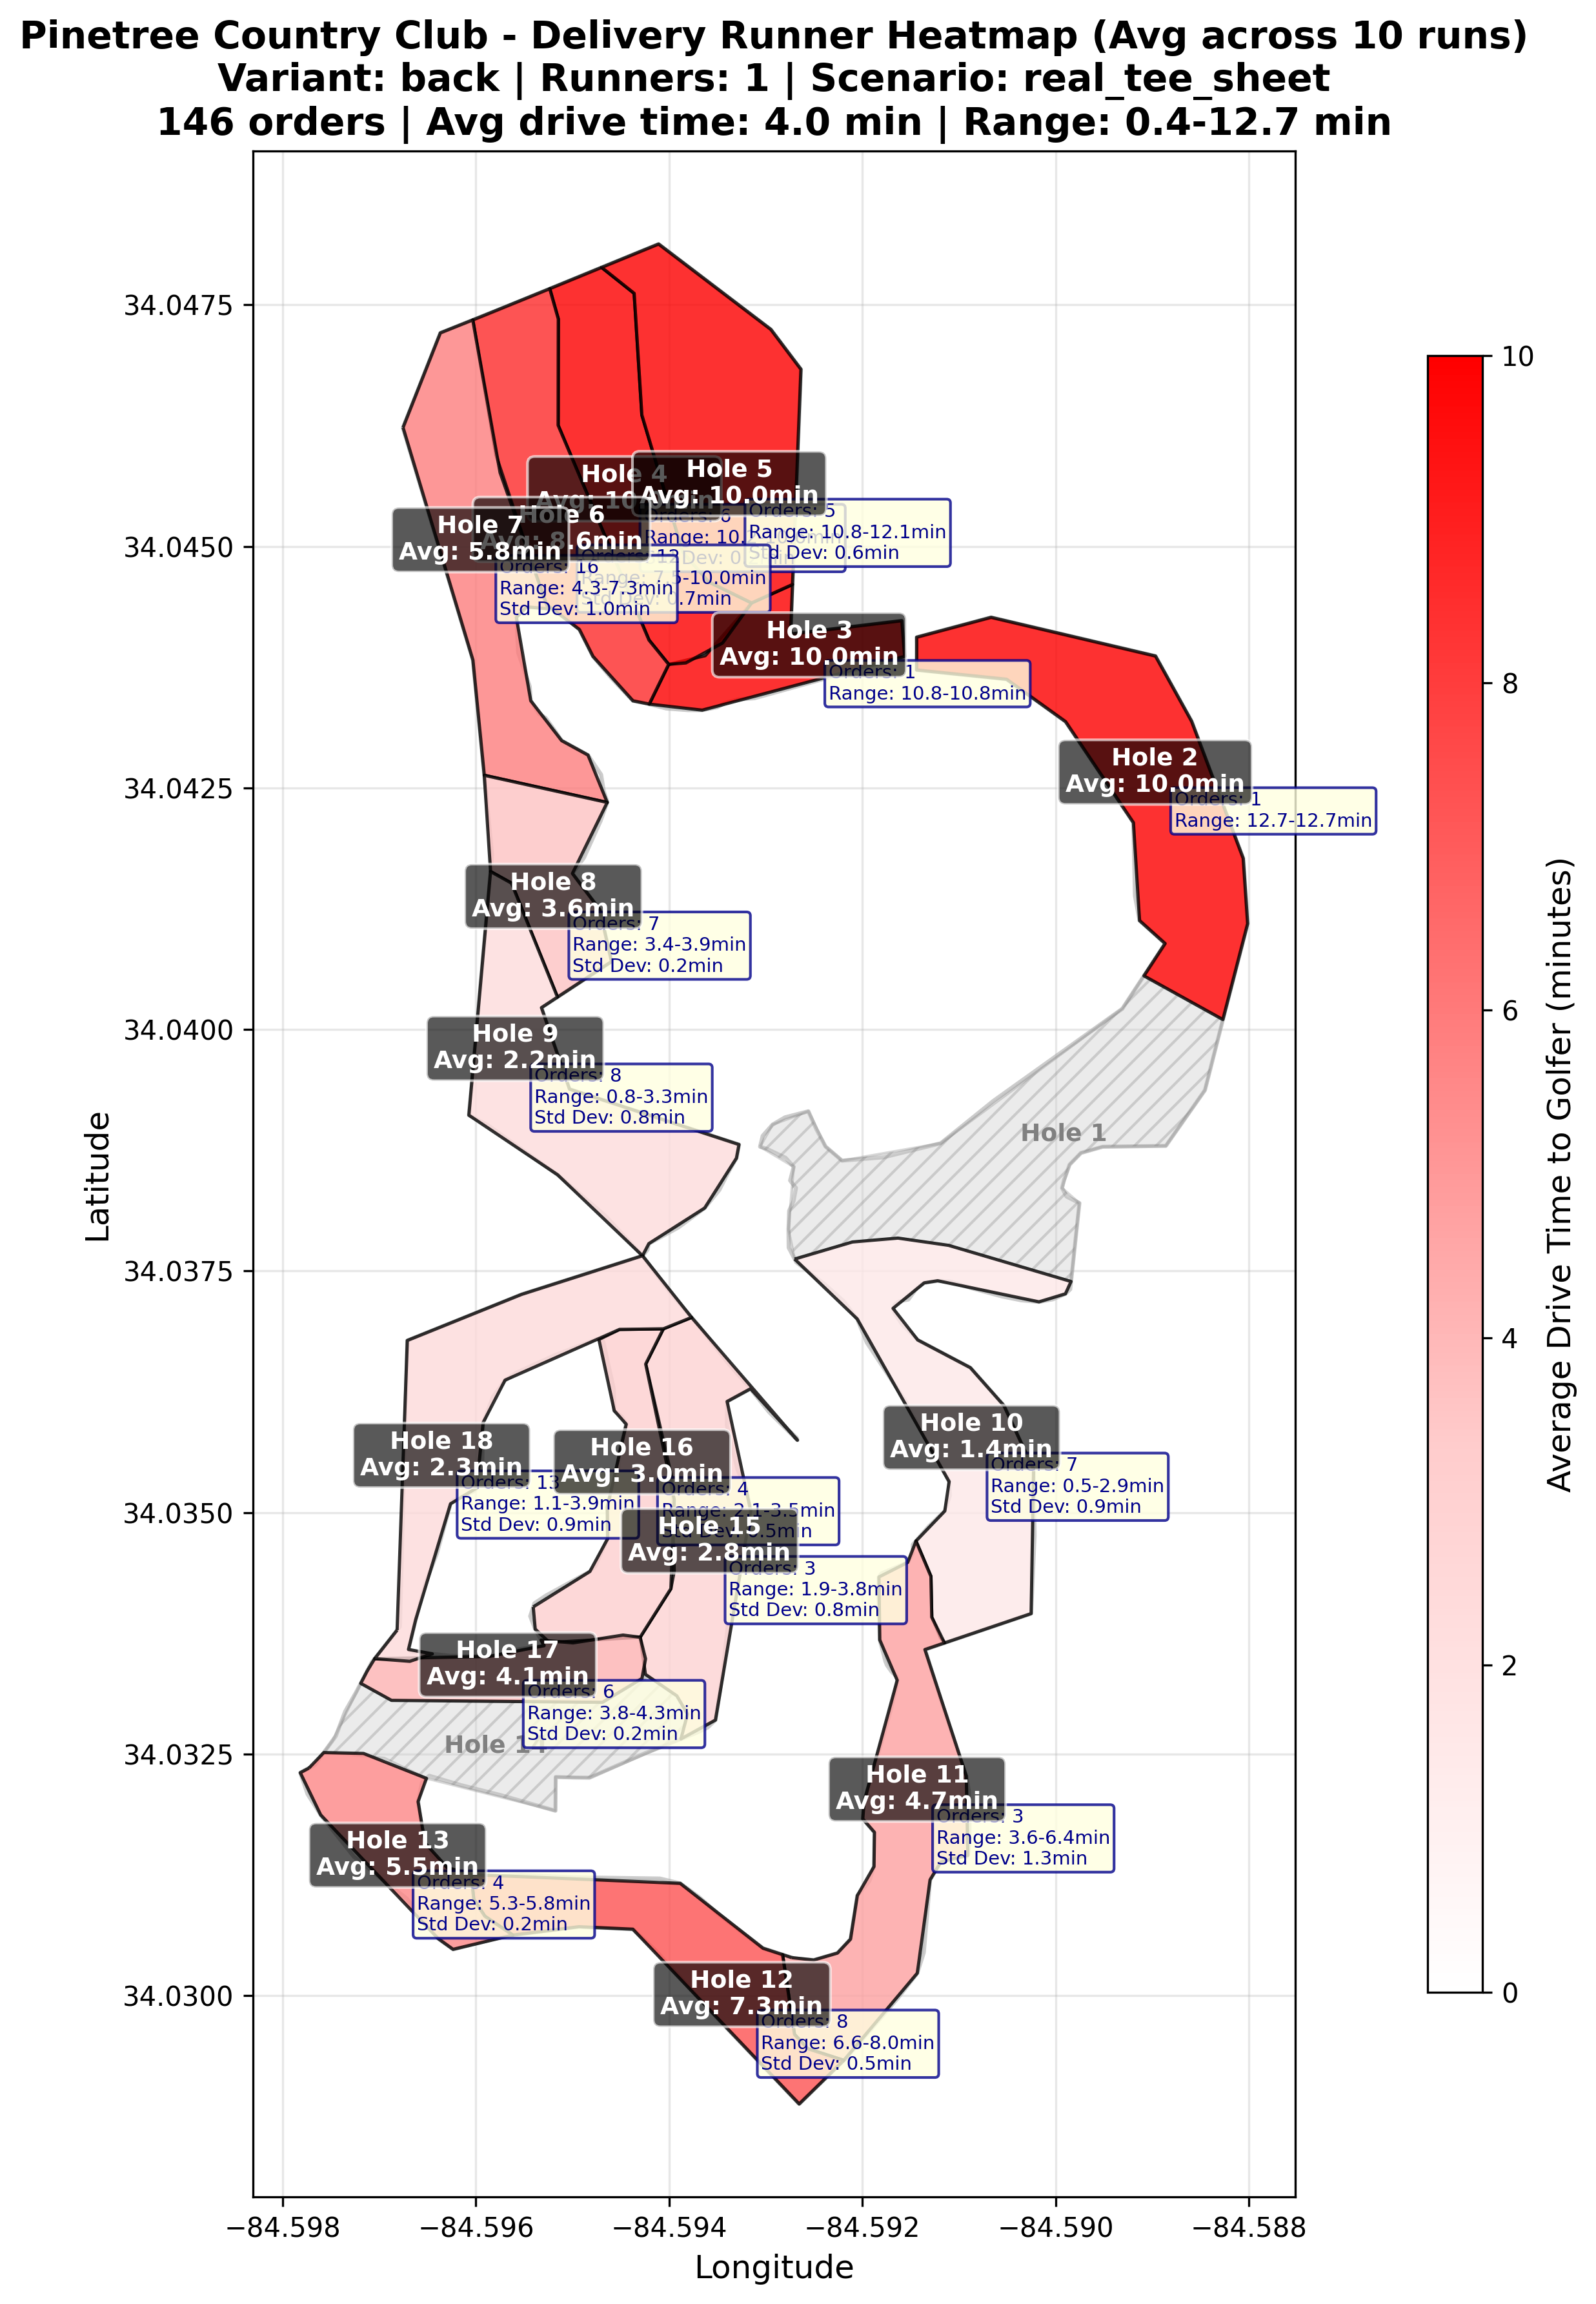 Pinetree Country Club - Delivery Runner Heatmap (Avg across 10 runs)
Variant: back | Runners: 1 | Scenario: real_tee_sheet
146 orders | Avg drive time: 4.0 min | Range: 0.4-12.7 min
34.0475
34.0450
34.0425
34.0400
34.0375
34.0350
34.0325
34.0300
Latitude
−84.598
−84.596
−84.594
−84.592
−84.590
−84.588
Longitude
10
8
6
4
2
0
Average Drive Time to Golfer (minutes)
Hole 4
Hole 5
Avg: 10.0min
Orders: 5
Range: 10.8-12.1min
Std Dev: 0.6min
Hole 6
Avg: 8.6min
Orders: 12
Range: 7.5-10.0min
0.7min
Hole 7
Avg: 5.8min
Orders: 16
Range: 4.3-7.3min
Std Dev: 1.0min
Hole 3
Avg: 10.0min
Orders: 1
Range: 10.8-10.8min
Hole 2
Avg: 10.0min
Orders: 1
Range: 12.7-12.7min
Hole 8
Avg: 3.6min
Orders: 7
Range: 3.4-3.9min
Std Dev: 0.2min
Hole 9
Avg: 2.2min
Orders: 8
Range: 0.8-3.3min
Std Dev: 0.8min
Hole 1
Hole 10
Avg: 1.4min
Orders: 7
Range: 0.5-2.9min
Std Dev: 0.9min
Hole 18
Avg: 2.3min
Orders: 13
Range: 1.1-3.9min
Std Dev: 0.9min
Hole 16
Avg: 3.0min
Orders: 4
Range: 2.1-3.5min
Std Dev: 0.5min
Hole 15
Avg: 2.8min
Orders: 3
Range: 1.9-3.8min
Std Dev: 0.8min
Hole 17
Avg: 4.1min
Orders: 6
Range: 3.8-4.3min
Std Dev: 0.2min
Hole 14
Hole 11
Avg: 4.7min
Orders: 3
Range: 3.6-6.4min
Std Dev: 1.3min
Hole 13
Avg: 5.5min
Orders: 4
Range: 5.3-5.8min
Std Dev: 0.2min
Hole 12
Avg: 7.3min
Orders: 8
Range: 6.6-8.0min
Std Dev: 0.5min